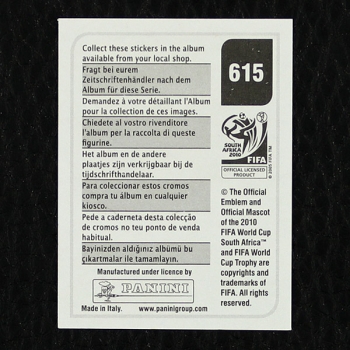 Collect these stickers in the album
available from your local shop.
Fragt bei eurem
Zeitschriftenhändler nach dem
Album für diese Serie.
Demandez à votre détaillant l'Album
pour la collection de ces images.
Chiedete al vostro rivenditore
l'album per la raccolta di queste
figurine.
Het album en de andere
plaatjes zijn verkrijgbaar bij de
tijdschrifthandelaar.
Para coleccionar estos cromos
compra tu álbum en cualquier
kiosco.
Pede a caderneta desta colecção
de cromos no teu ponto de venda
habitual.
Bayinizden aldığınız albümü bu
çıkartmalar ile tamamlayın.
Manufactured under licence by
PANINI
Made in Italy. www.paninigroup.com
615
SOUTH
AFRICA
2010
FIFA
OFFICIAL LICENSED
PRODUCT
© 2005 FIFA TM
© The Official
Emblem and
Official Mascot
of the 2010
FIFA World Cup
South Africa™
and FIFA World
Cup Trophy are
copyrights and
trademarks of
FIFA. All rights
reserved.